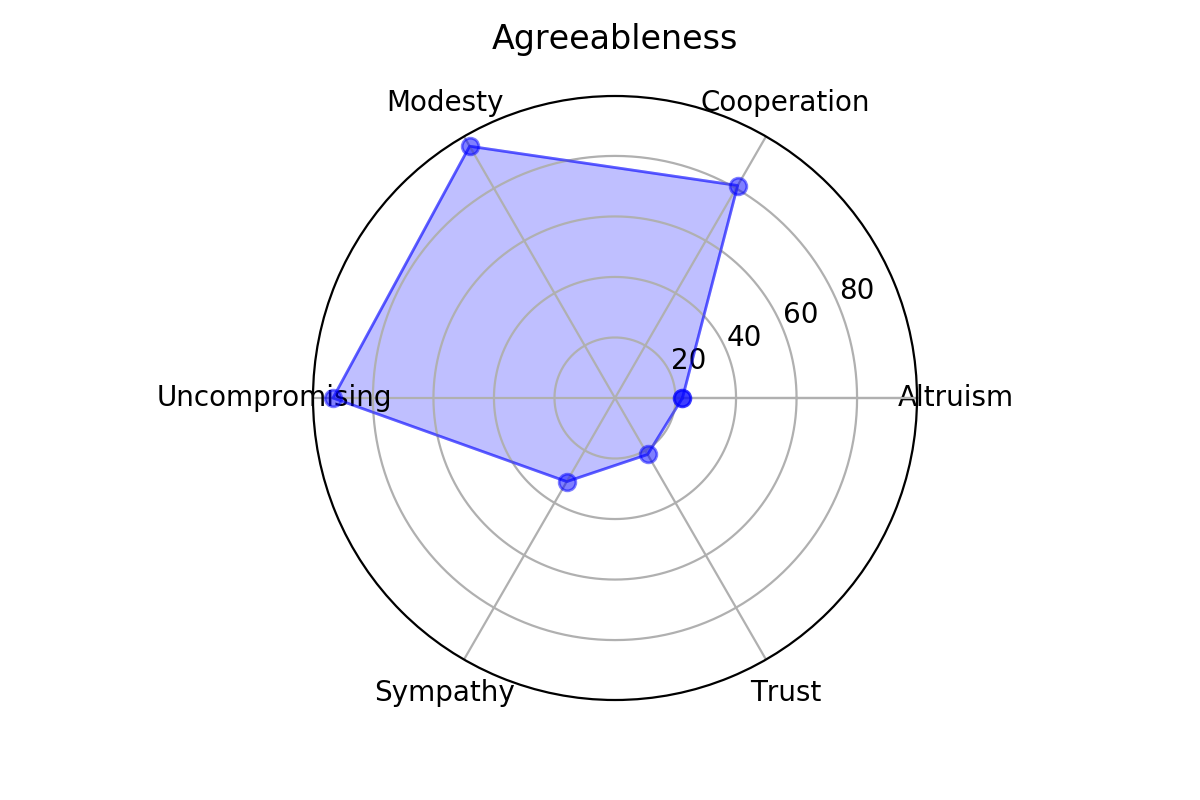 Agreeableness
Modesty
Cooperation
80
60
40
20
Uncompromising
Altruism
Sympathy
Trust